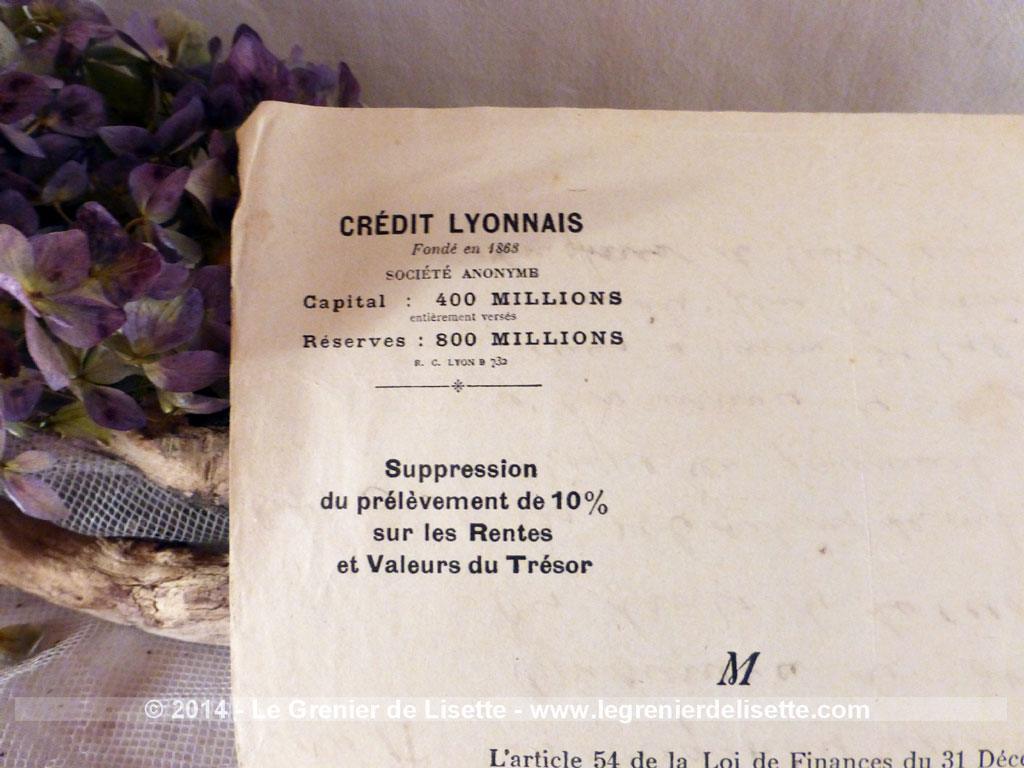 CRÉDIT LYONNAIS
Fondé en 1863
SOCIÉTÉ ANONYME
Capital : 400 MILLIONS
entièrement versés
Réserves : 800 MILLIONS
R. C. LYON B 732
Suppression
du prélèvement de 10%
sur les Rentes
et Valeurs du Trésor
M
© 2014 - Le Grenier de Lisette - www.legrenierdelisette.com
L'article 54 de la Loi de Finances du 31 Déce